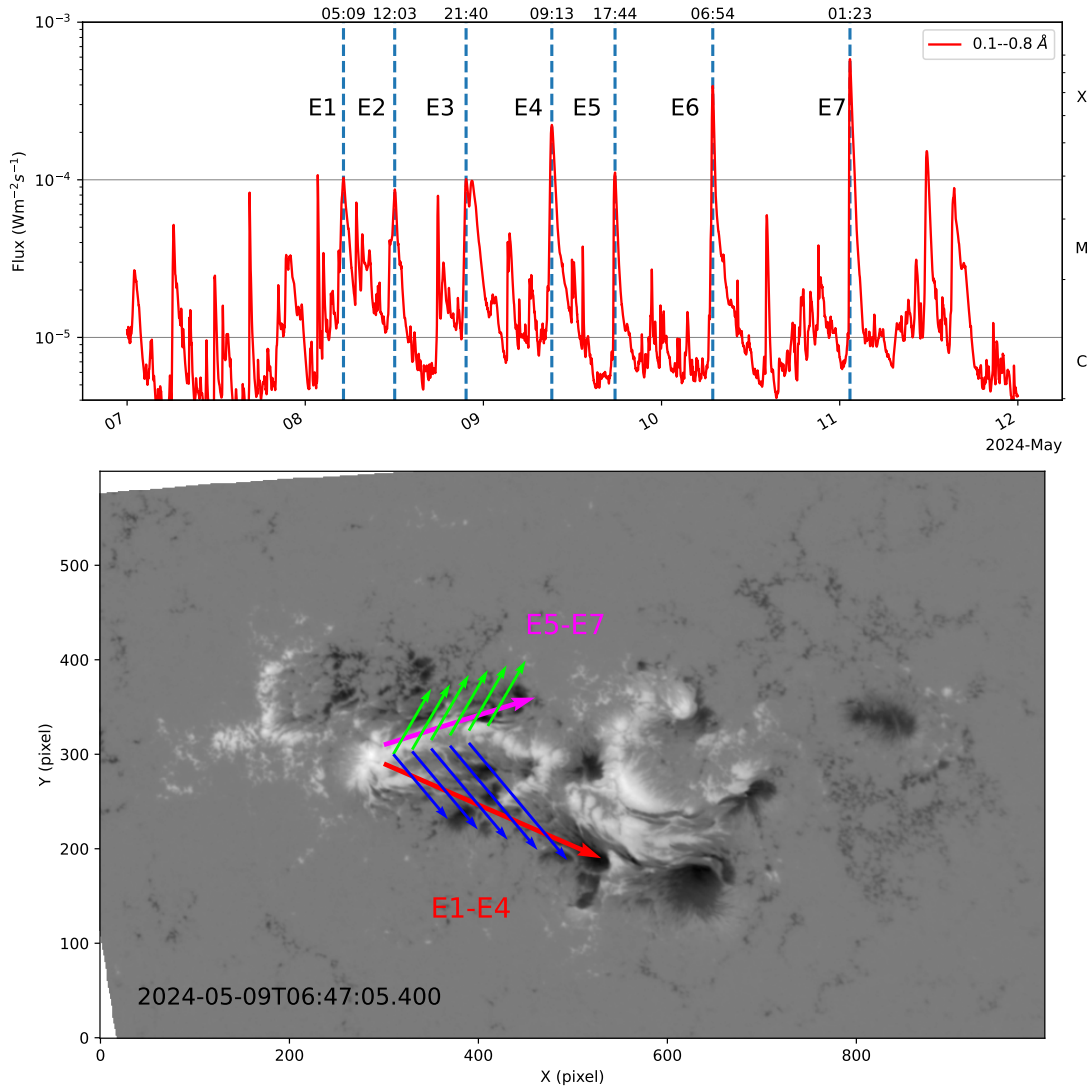 05:09 12:03 21:40 09:13 17:44 06:54 01:23
10⁻³
0.1--0.8 Å
X
E1 E2 E3 E4 E5 E6 E7
Flux (Wm⁻²s⁻¹)
10⁻⁴
M
10⁻⁵
C
07 08 09 10 11 12
2024-May
500
E5-E7
400
Y (pixel)
300
200
E1-E4
100
2024-05-09T06:47:05.400
0
0 200 400 600 800
X (pixel)